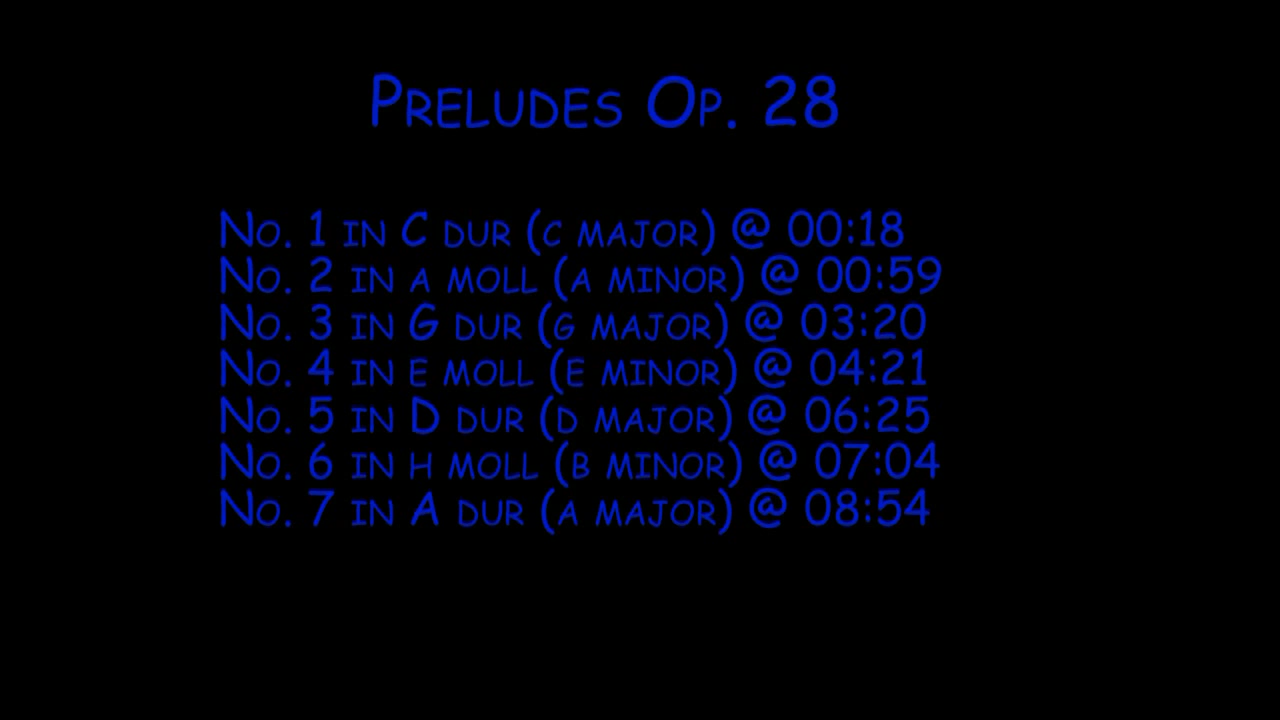 Preludes Op. 28
No. 1 in C dur (c major) @ 00:18
No. 2 in a moll (a minor) @ 00:59
No. 3 in G dur (g major) @ 03:20
No. 4 in e moll (e minor) @ 04:21
No. 5 in D dur (d major) @ 06:25
No. 6 in h moll (b minor) @ 07:04
No. 7 in A dur (a major) @ 08:54